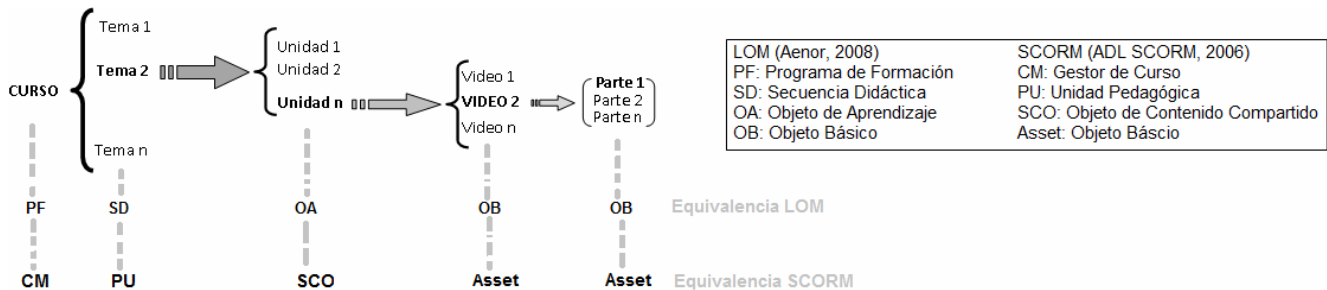 CURSO
Tema 1
Tema 2
Tema n
Unidad 1
Unidad 2
Unidad n
Video 1
VIDEO 2
Video n
Parte 1
Parte 2
Parte n
LOM (Aenor, 2008)
PF: Programa de Formación
SD: Secuencia Didáctica
OA: Objeto de Aprendizaje
OB: Objeto Básico
SCORM (ADL SCORM, 2006)
CM: Gestor de Curso
PU: Unidad Pedagógica
SCO: Objeto de Contenido Compartido
Asset: Objeto Báscio
PF SD OA OB OB Equivalencia LOM
CM PU SCO Asset Asset Equivalencia SCORM